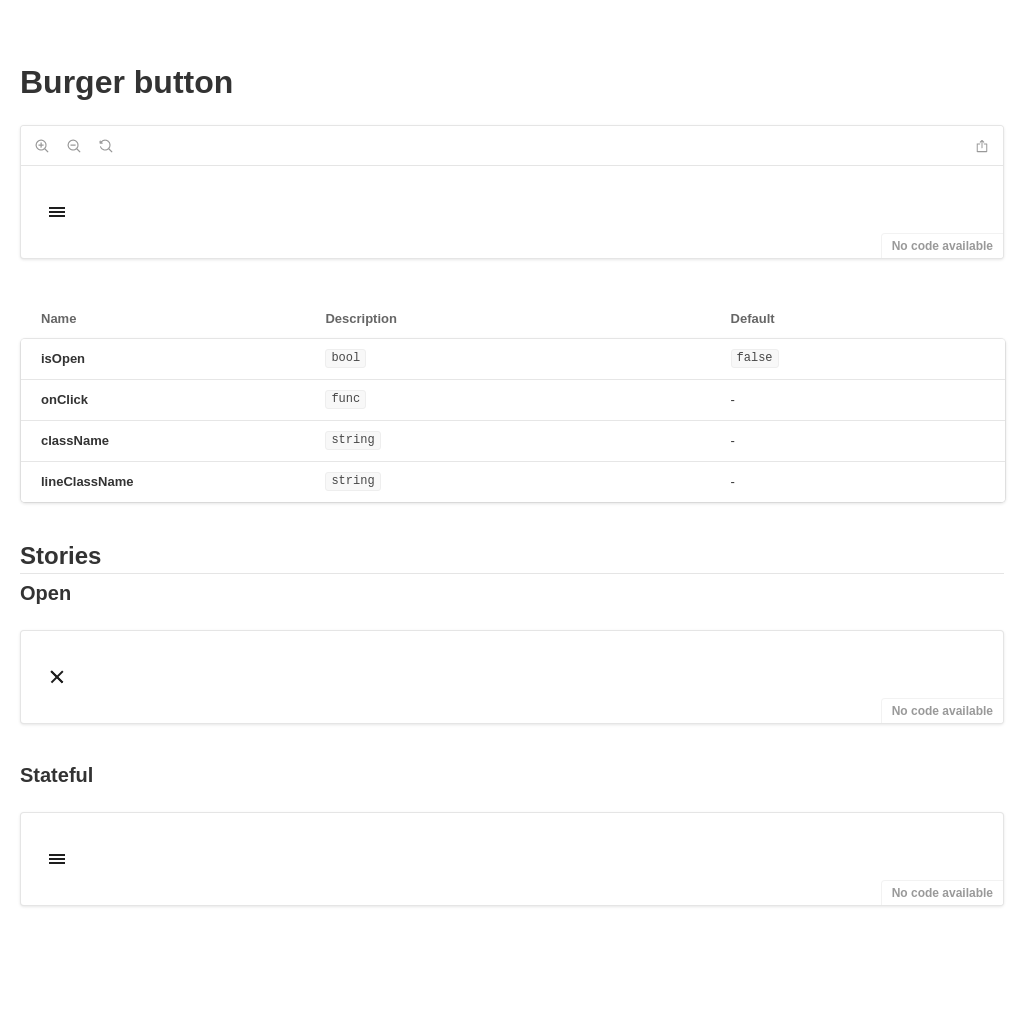 Burger button
No code available
Name Description Default
isOpen bool false
onClick func -
className string -
lineClassName string -
Stories
Open
No code available
Stateful
No code available